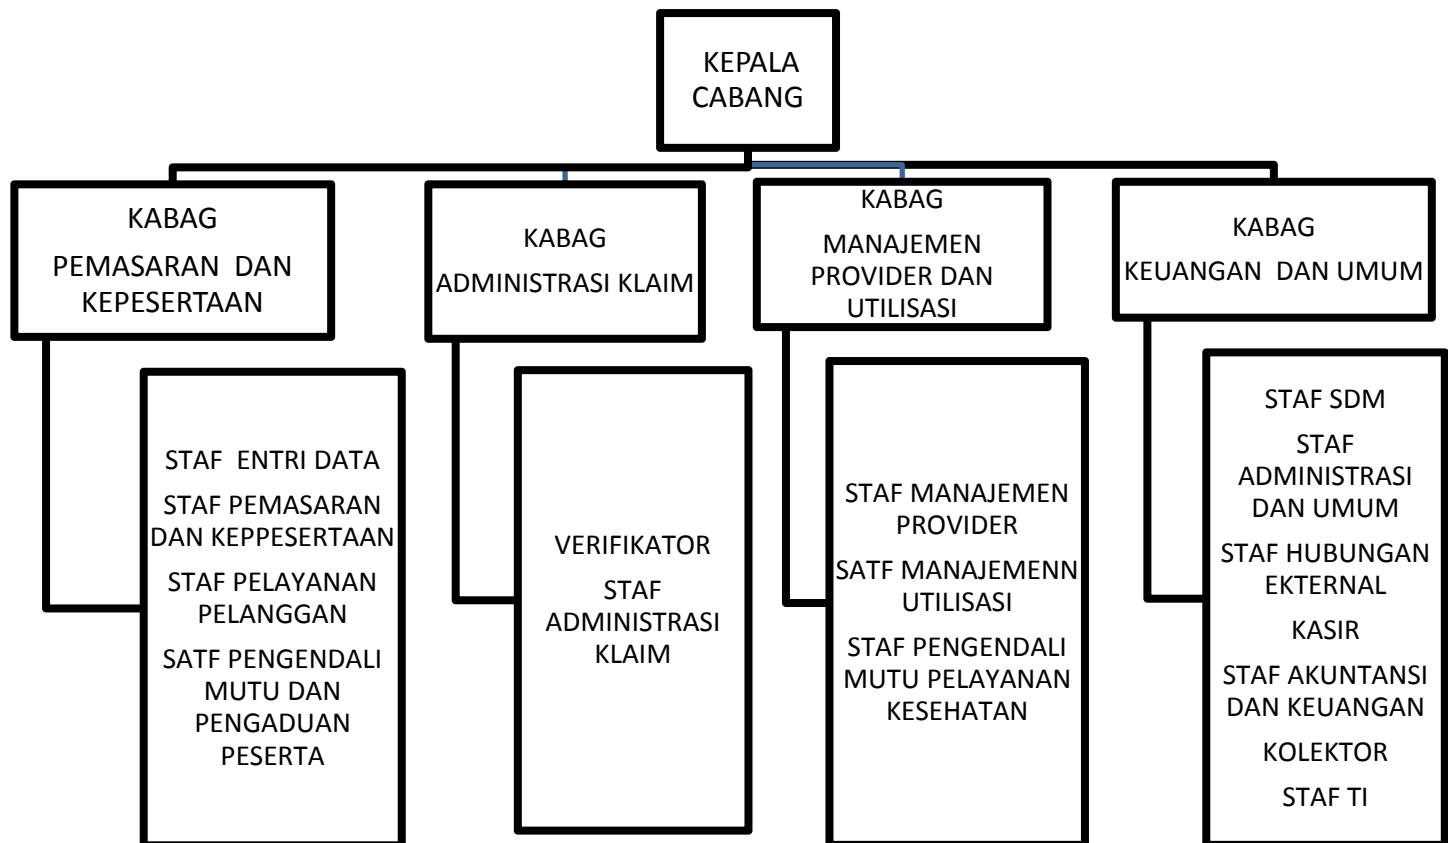 KEPALA
CABANG
KABAG
PEMASARAN DAN
KEPESERTAAN
KABAG
ADMINISTRASI KLAIM
KABAG
MANAJEMEN
PROVIDER DAN
UTILISASI
KABAG
KEUANGAN DAN UMUM
STAF ENTRI DATA
STAF PEMASARAN
DAN KEPPESERTAAN
STAF PELAYANAN
PELANGGAN
SATF PENGENDALI
MUTU DAN
PENGADUAN
PESERTA
VERIFIKATOR
STAF
ADMINISTRASI
KLAIM
STAF MANAJEMEN
PROVIDER
SATF MANAJEMENN
UTILISASI
STAF PENGENDALI
MUTU PELAYANAN
KESEHATAN
STAF SDM
STAF
ADMINISTRASI
DAN UMUM
STAF HUBUNGAN
EKTERNAL
KASIR
STAF AKUNTANSI
DAN KEUANGAN
KOLEKTOR
STAF TI